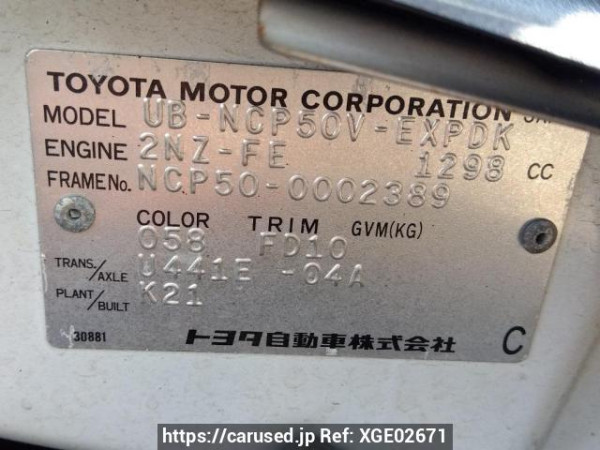 TOYOTA MOTOR CORPORATION
MODEL UB-NCP50V-EXPDK
ENGINE 2NZ-FE 1298 CC
FRAME No. NCP50-0002389
COLOR TRIM GVM(KG)
058 FD10
TRANS./AXLE U441E -04A
PLANT/BUILT K21
30881 トヨタ自動車株式会社 C
https://carused.jp Ref: XGE02671